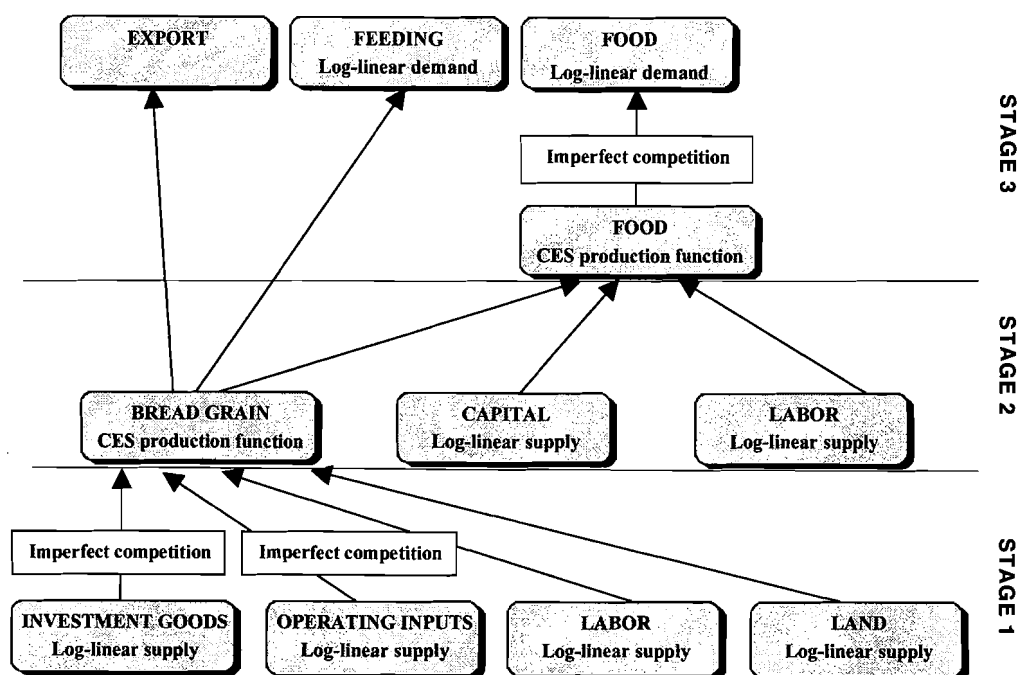 EXPORT
FEEDING
Log-linear demand
FOOD
Log-linear demand
Imperfect competition
FOOD
CES production function
STAGE 3
BREAD GRAIN
CES production function
CAPITAL
Log-linear supply
LABOR
Log-linear supply
STAGE 2
Imperfect competition
Imperfect competition
INVESTMENT GOODS
Log-linear supply
OPERATING INPUTS
Log-linear supply
LABOR
Log-linear supply
LAND
Log-linear supply
STAGE 1